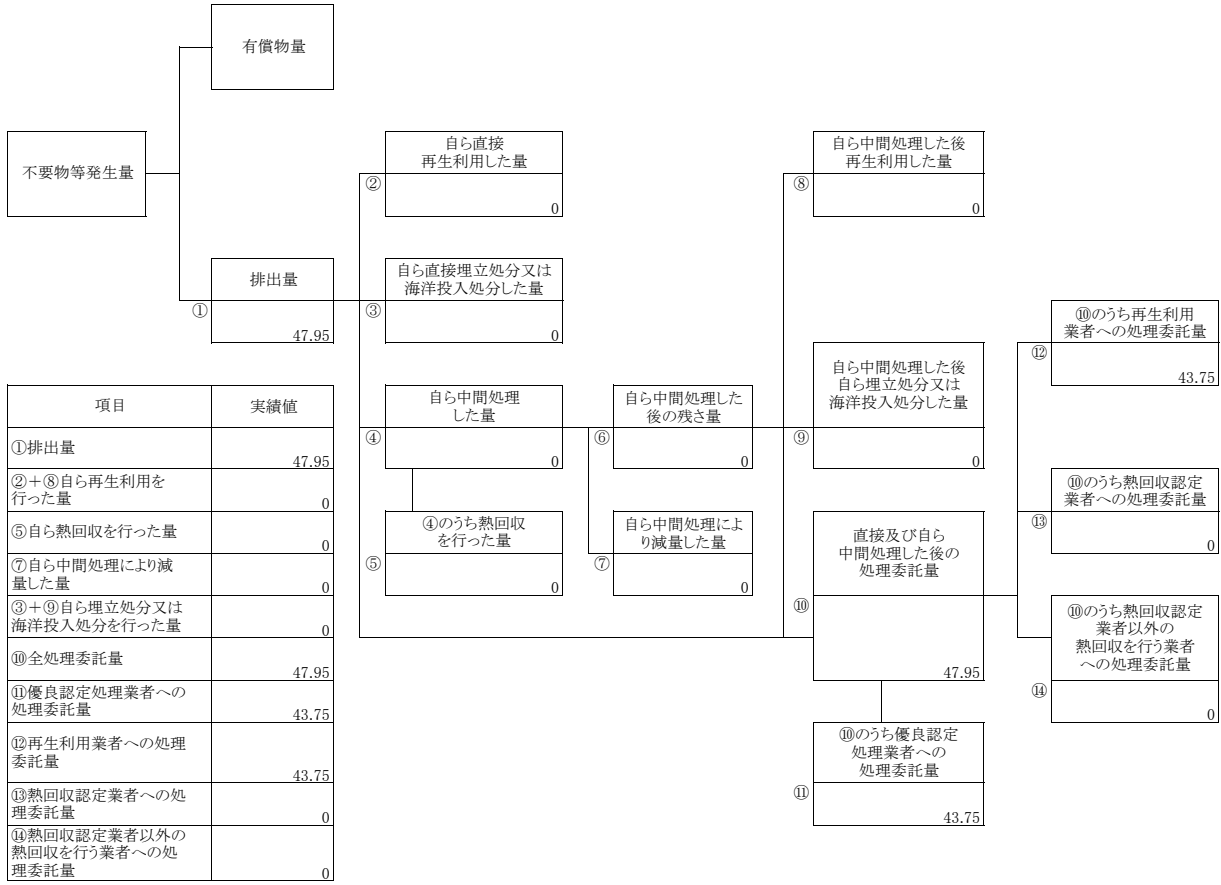 有償物量
不要物等発生量
自ら直接
再生利用した量
②
0
自ら中間処理した後
再生利用した量
⑧
0
排出量
①
47.95
自ら直接埋立処分又は
海洋投入処分した量
③
0
⑩のうち再生利用
業者への処理委託量
⑫
43.75
自ら中間処理
した量
④
0
自ら中間処理した
後の残さ量
⑥
0
自ら中間処理した後
自ら埋立処分又は
海洋投入処分した量
⑨
0
⑩のうち熱回収認定
業者への処理委託量
⑬
0
④のうち熱回収
を行った量
⑤
0
自ら中間処理によ
り減量した量
⑦
0
直接及び自ら
中間処理した後の
処理委託量
⑩
47.95
⑩のうち熱回収認定
業者以外の
熱回収を行う業者
への処理委託量
⑭
0
⑩のうち優良認定
処理業者への
処理委託量
⑪
43.75
項目 実績値
①排出量
47.95
②+⑧自ら再生利用を
行った量
0
⑤自ら熱回収を行った量
0
⑦自ら中間処理により減
量した量
0
③+⑨自ら埋立処分又は
海洋投入処分を行った量
0
⑩全処理委託量
47.95
⑪優良認定処理業者への
処理委託量
43.75
⑫再生利用業者への処理
委託量
43.75
⑬熱回収認定業者への処
理委託量
0
⑭熱回収認定業者以外の
熱回収を行う業者への処
理委託量
0